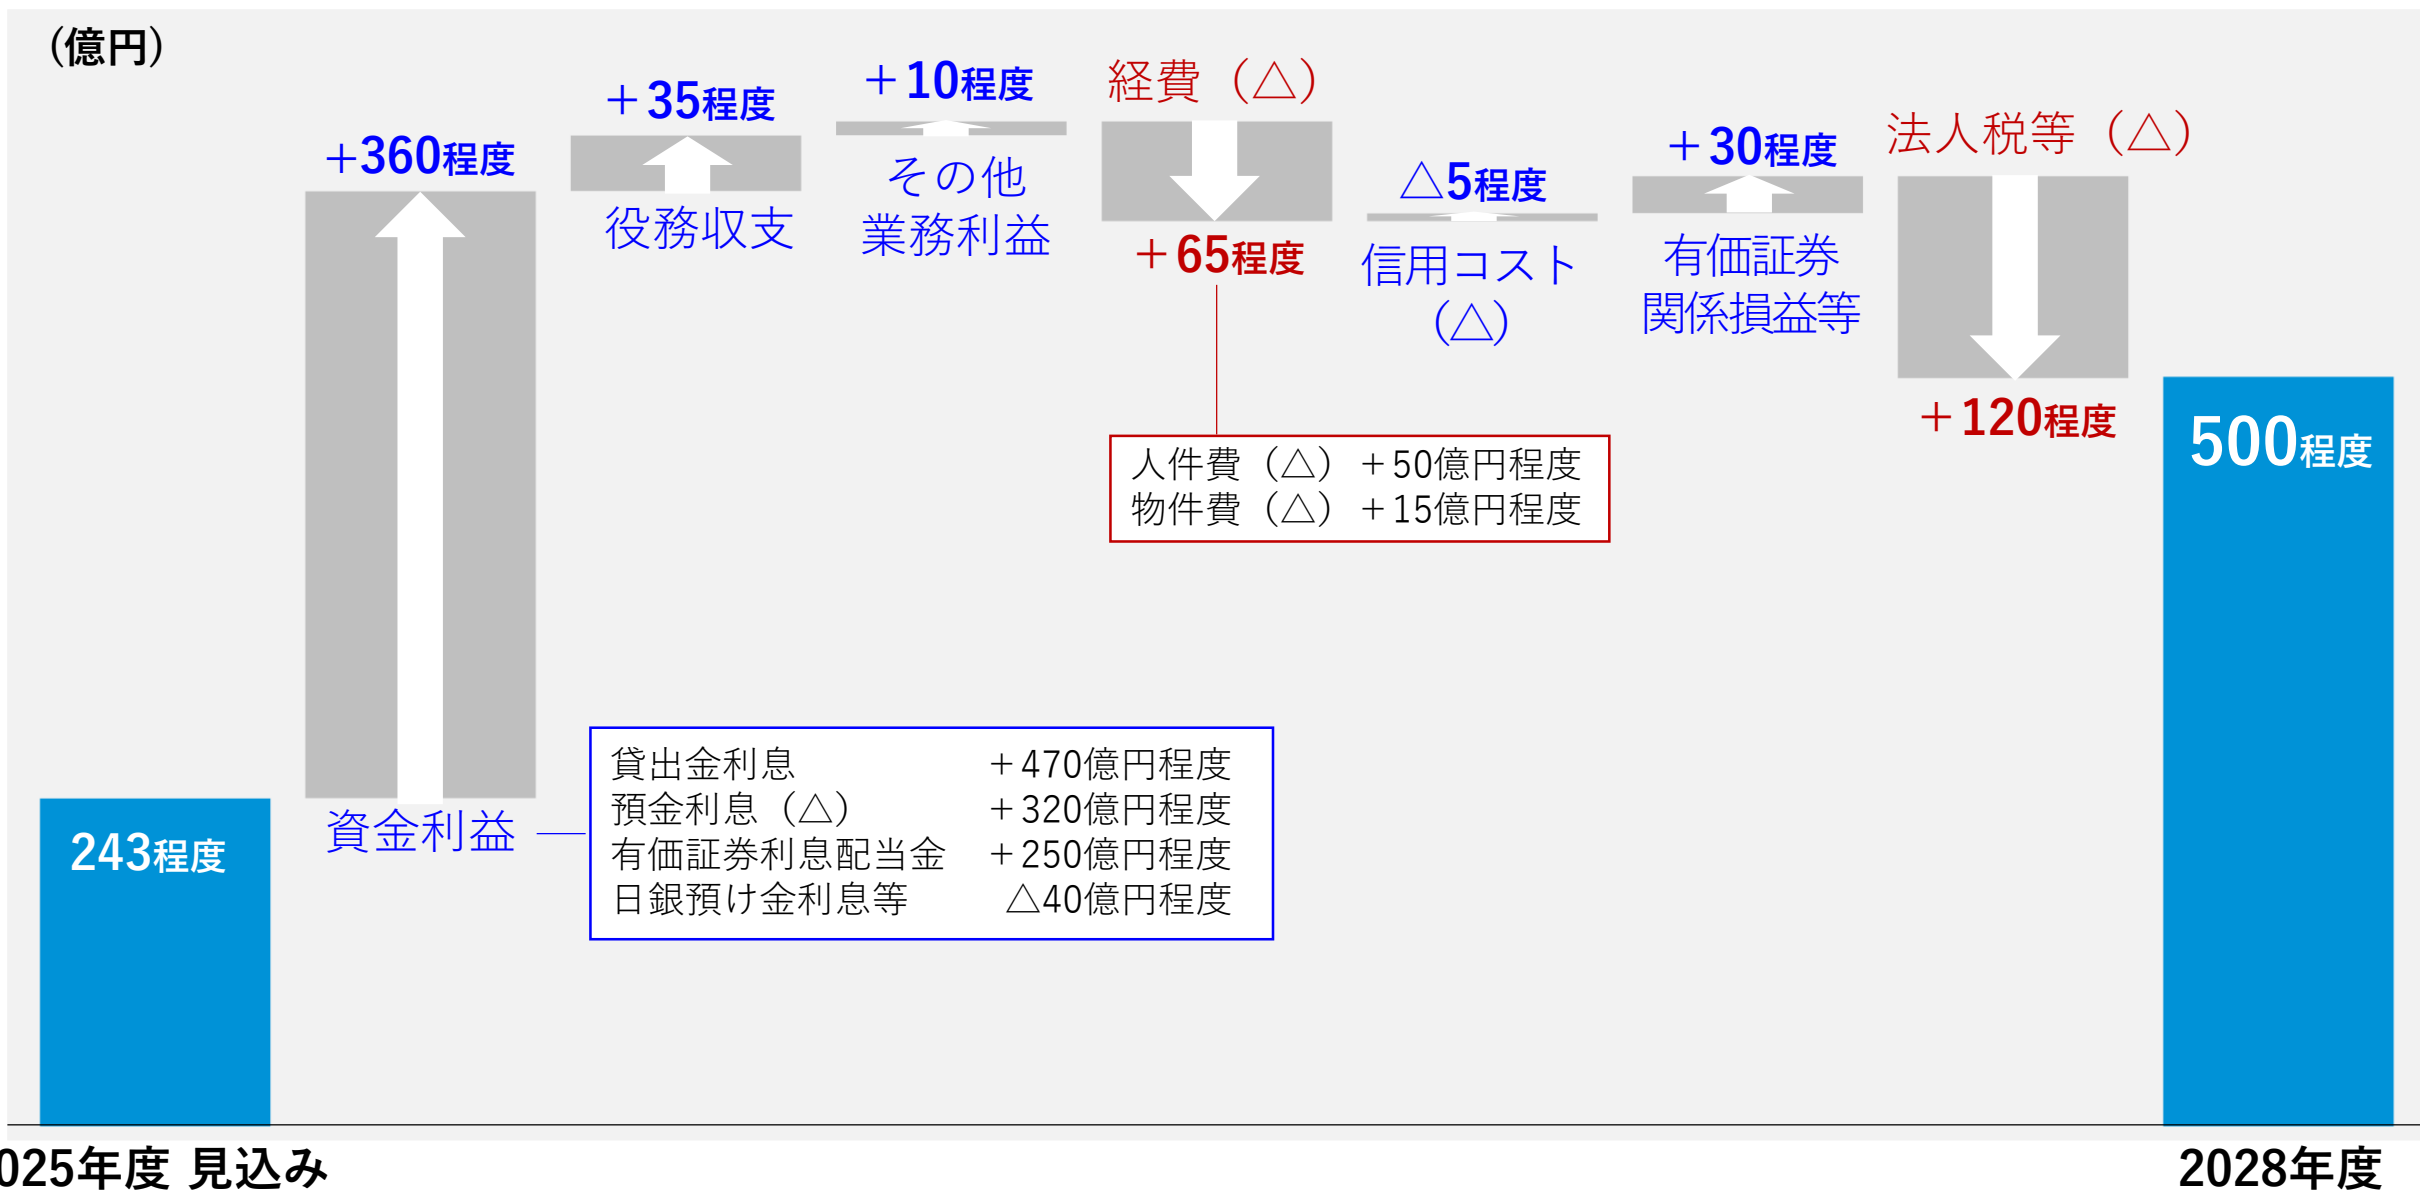 (億円)
+360程度
資金利益
+35程度
役務収支
+10程度
その他
業務利益
経費（△）
+65程度
△5程度
信用コスト
（△）
+30程度
有価証券
関係損益等
法人税等（△）
+120程度
人件費（△）+50億円程度
物件費（△）+15億円程度
貸出金利息 +470億円程度
預金利息（△） +320億円程度
有価証券利息配当金 +250億円程度
日銀預け金利息等 △40億円程度
243程度
500程度
025年度 見込み
2028年度